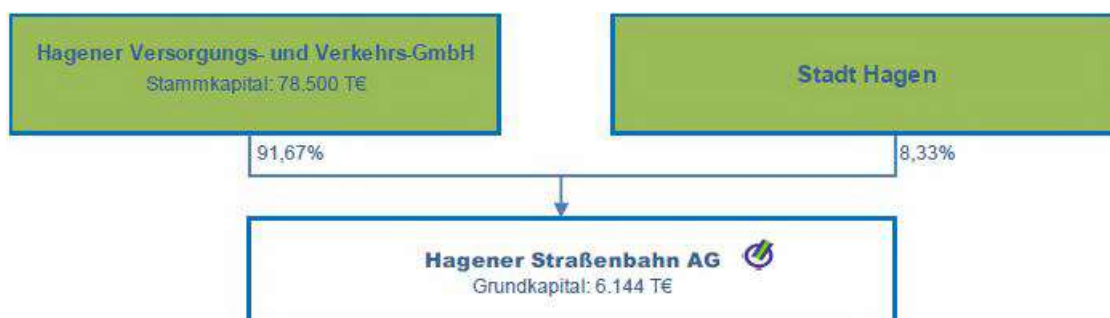 Hagener Versorgungs- und Verkehrs-GmbH
Stammkapital: 78.500 T€
Stadt Hagen
91,67%
8,33%
Hagener Straßenbahn AG
Grundkapital: 6.144 T€